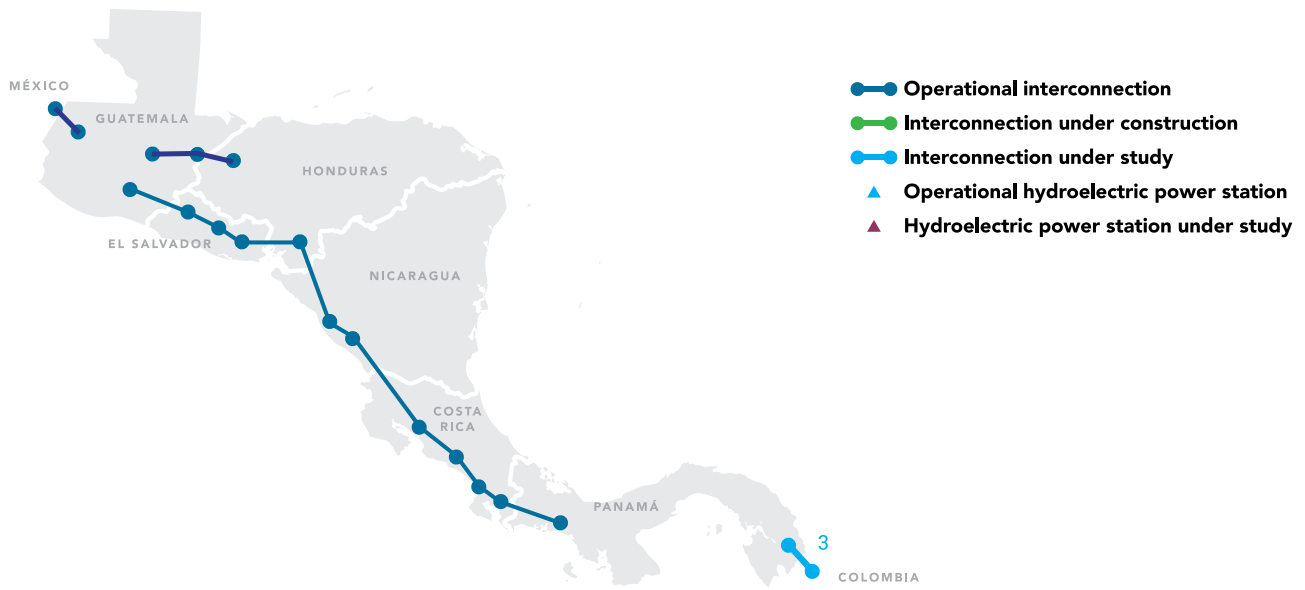 MÉXICO
GUATEMALA
HONDURAS
EL SALVADOR
NICARAGUA
COSTA
RICA
PANAMÁ
3
COLOMBIA
Operational interconnection
Interconnection under construction
Interconnection under study
Operational hydroelectric power station
Hydroelectric power station under study